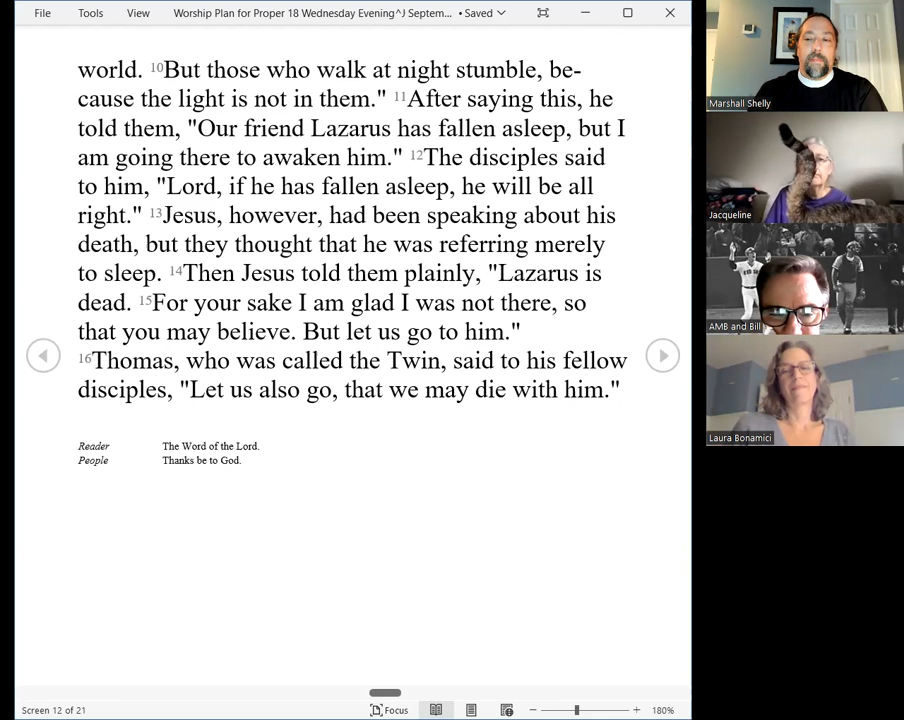 File Tools View Worship Plan for Proper 18 Wednesday Evening^J Septem... • Saved
world. 10But those who walk at night stumble, be-
cause the light is not in them." 11After saying this, he
told them, "Our friend Lazarus has fallen asleep, but I
am going there to awaken him." 12The disciples said
to him, "Lord, if he has fallen asleep, he will be all
right." 13Jesus, however, had been speaking about his
death, but they thought that he was referring merely
to sleep. 14Then Jesus told them plainly, "Lazarus is
dead. 15For your sake I am glad I was not there, so
that you may believe. But let us go to him."
16Thomas, who was called the Twin, said to his fellow
disciples, "Let us also go, that we may die with him."
Reader The Word of the Lord.
People Thanks be to God.
Screen 12 of 21 Focus 180%
Marshall Shelly
Jacqueline
AMB and Bill
Laura Bonamici